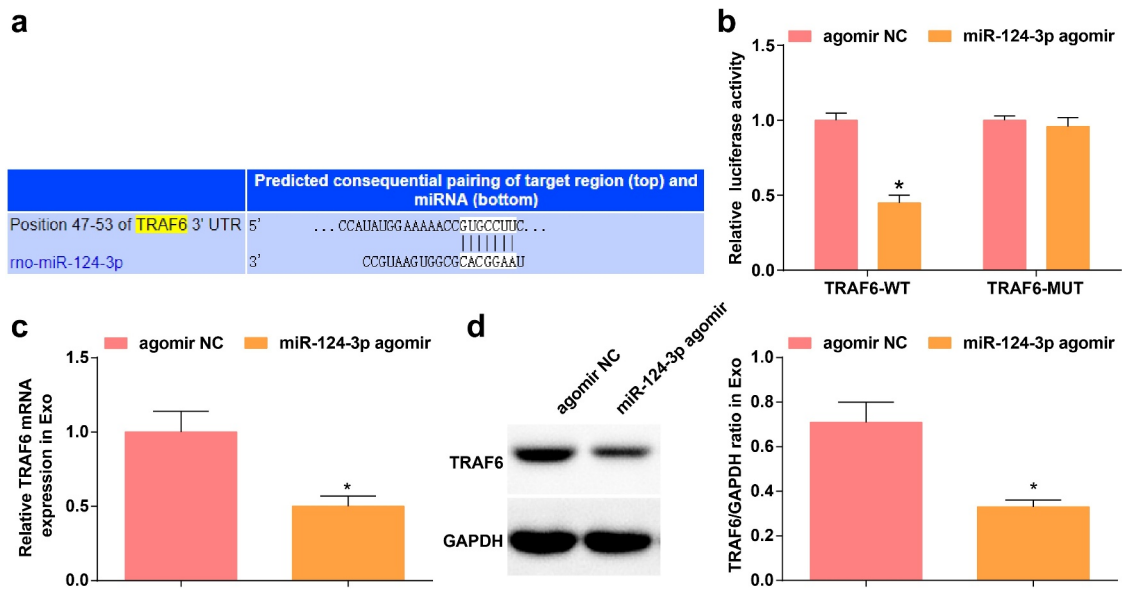 a
Predicted consequential pairing of target region (top) and
miRNA (bottom)
Position 47-53 of TRAF6 3' UTR 5' ...CCAUAUGGAAAAACCGUGCCUUC...
rno-miR-124-3p 3' CCGUAAGUGGCGCACGGAAU
b
agomir NC miR-124-3p agomir
Relative luciferase activity
1.5
1.0
0.5
0.0
*
TRAF6-WT TRAF6-MUT
c
agomir NC miR-124-3p agomir
Relative TRAF6 mRNA
expression in Exo
1.5
1.0
0.5
0.0
*
d
agomir NC
miR-124-3p agomir
TRAF6
GAPDH
agomir NC miR-124-3p agomir
TRAF6/GAPDH ratio in Exo
1.0
0.8
0.6
0.4
0.2
0.0
*